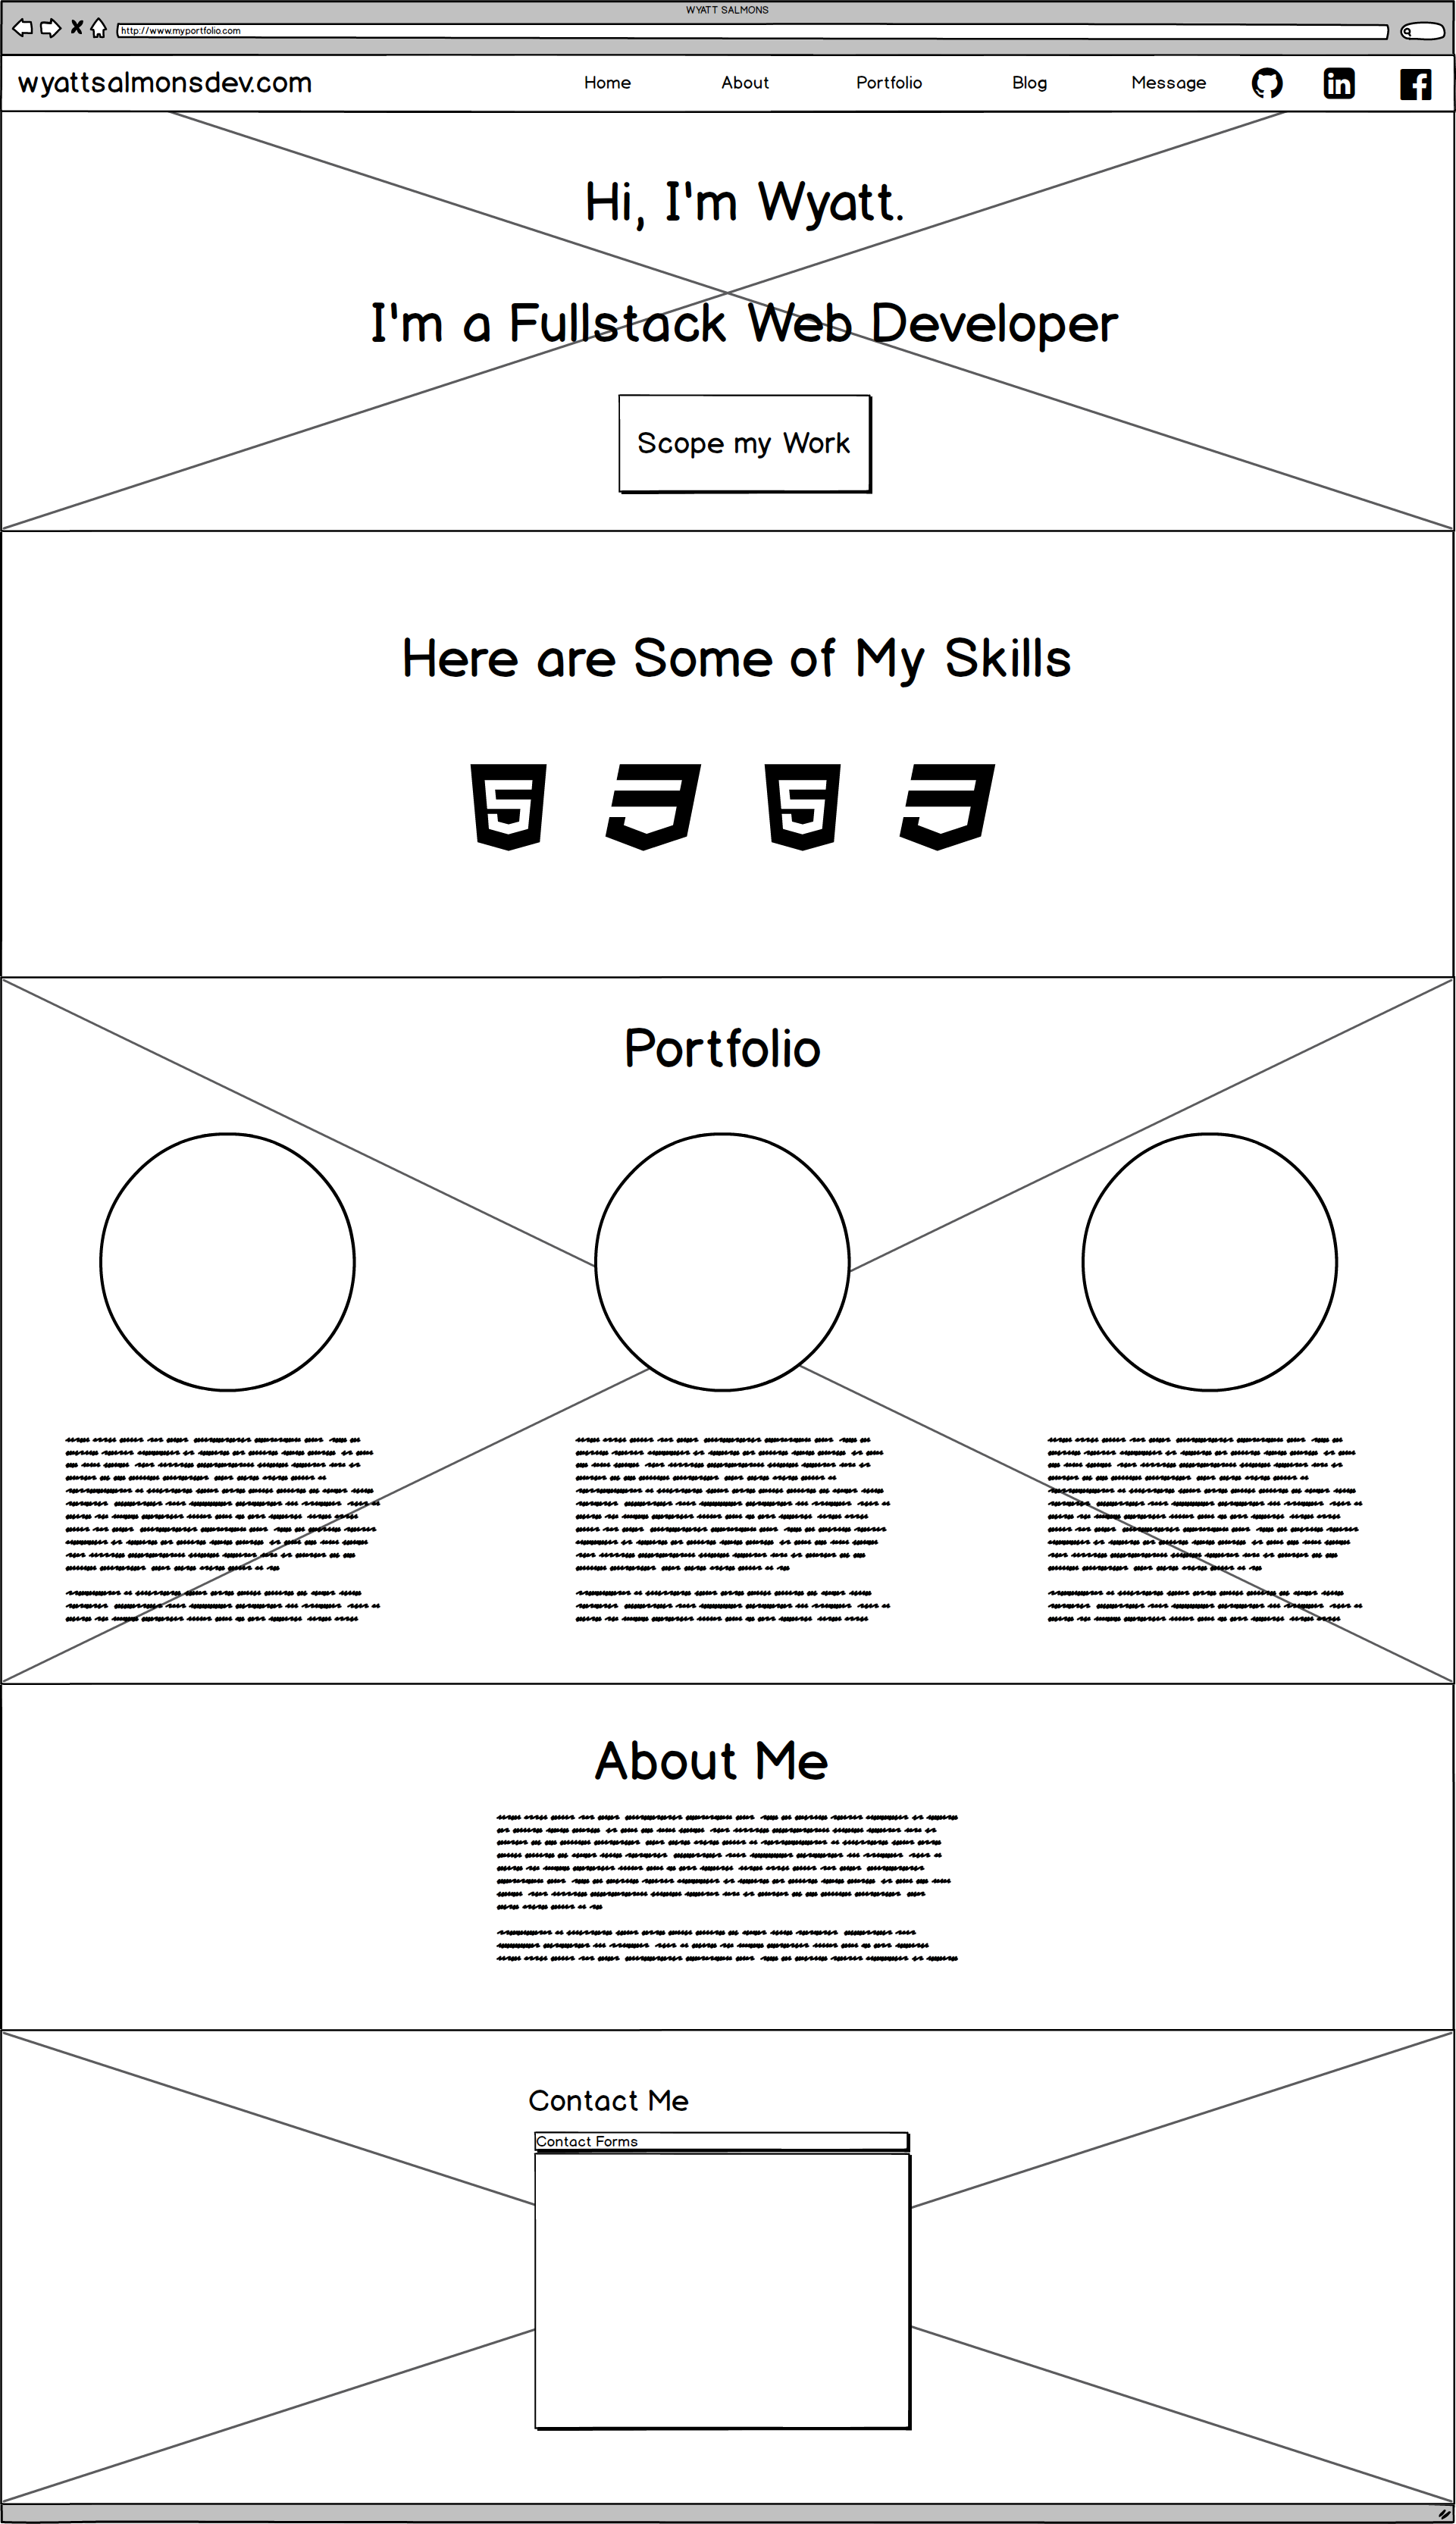 WYATT SALMONS
http://www.myportfolio.com
wyattsalmonsdev.com Home About Portfolio Blog Message
Hi, I'm Wyatt.
I'm a Fullstack Web Developer
Scope my Work
Here are Some of My Skills
Portfolio
About Me
Contact Me
Contact Forms